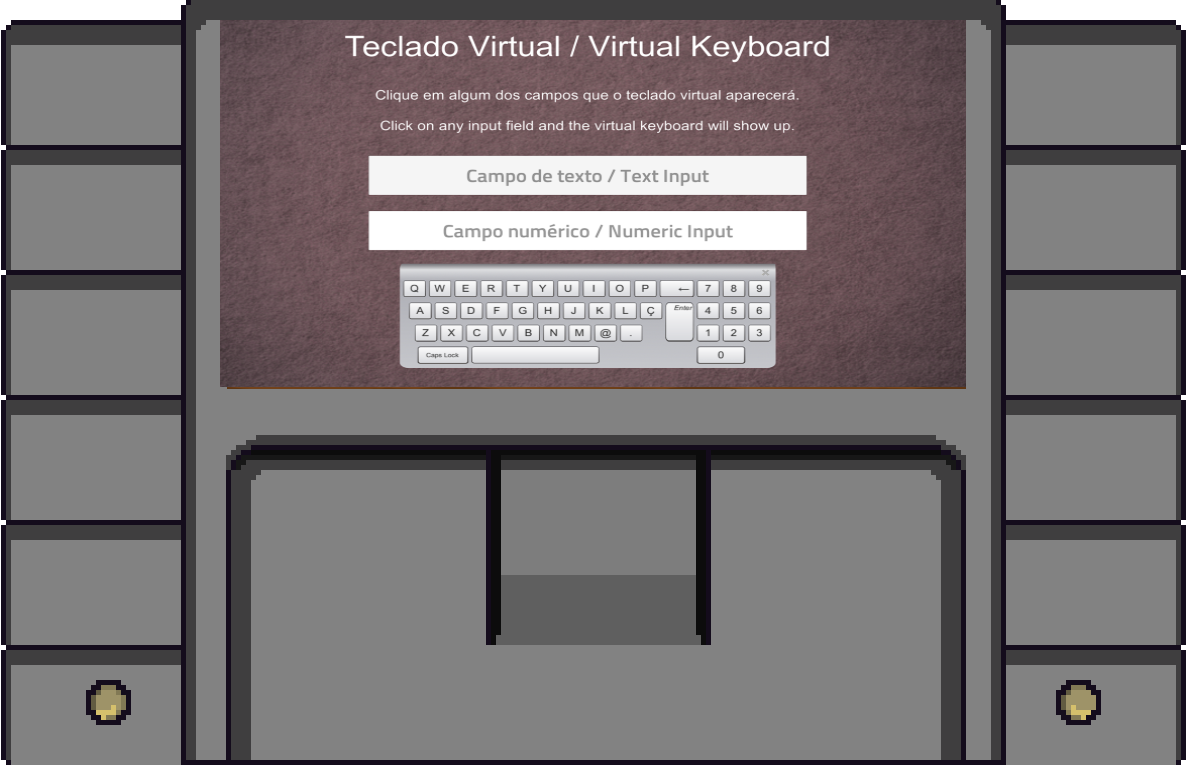 Teclado Virtual / Virtual Keyboard
Clique em algum dos campos que o teclado virtual aparecerá.
Click on any input field and the virtual keyboard will show up.
Campo de texto / Text Input
Campo numérico / Numeric Input
×
Q W E R T Y U I O P ← 7 8 9
A S D F G H J K L Ç Enter 4 5 6
Z X C V B N M @ . 1 2 3
Caps Lock 0